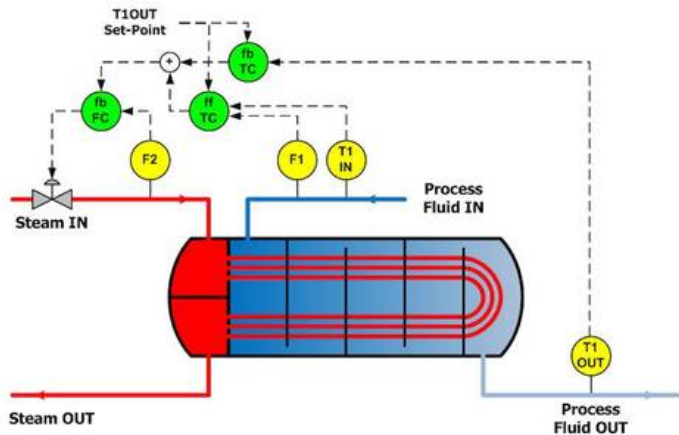 T1OUT
Set-Point
fb
TC
+
fb
FC
ff
TC
F2
F1
T1
IN
Steam IN
Process
Fluid IN
T1
OUT
Steam OUT
Process
Fluid OUT